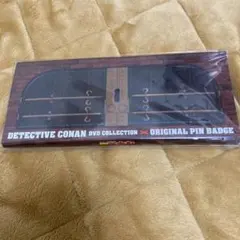 DETECTIVE CONAN DVD COLLECTION ORIGINAL PIN BADGE